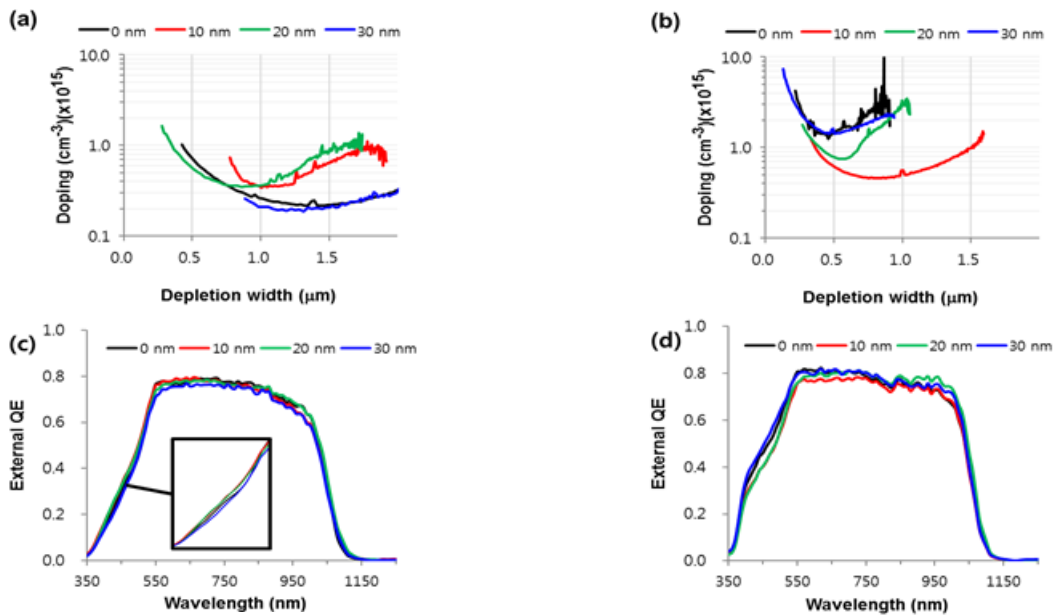 (a)
0 nm 10 nm 20 nm 30 nm
Doping (cm⁻³)(x10¹⁵)
10.0
1.0
0.1
0.0 0.5 1.0 1.5
Depletion width (μm)
(b)
0 nm 10 nm 20 nm 30 nm
Doping (cm⁻³)(x10¹⁵)
10.0
1.0
0.1
0.0 0.5 1.0 1.5
Depletion width (μm)
(c)
0 nm 10 nm 20 nm 30 nm
External QE
1.0
0.8
0.6
0.4
0.2
0.0
350 550 750 950 1150
Wavelength (nm)
(d)
0 nm 10 nm 20 nm 30 nm
External QE
1.0
0.8
0.6
0.4
0.2
0.0
350 550 750 950 1150
Wavelength (nm)